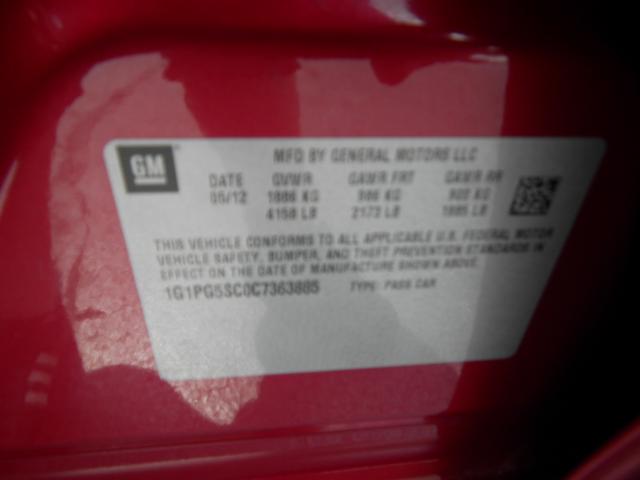 GM
MFD BY GENERAL MOTORS LLC
DATE GVWR GAWR FRT GAWR RR
06/12 1886 KG 986 KG 900 KG
4158 LB 2173 LB 1985 LB
THIS VEHICLE CONFORMS TO ALL APPLICABLE U.S. FEDERAL MOTOR
VEHICLE SAFETY, BUMPER, AND THEFT PREVENTION STANDARDS IN
EFFECT ON THE DATE OF MANUFACTURE SHOWN ABOVE.
1G1PG5SC0C7363885 TYPE: PASS CAR